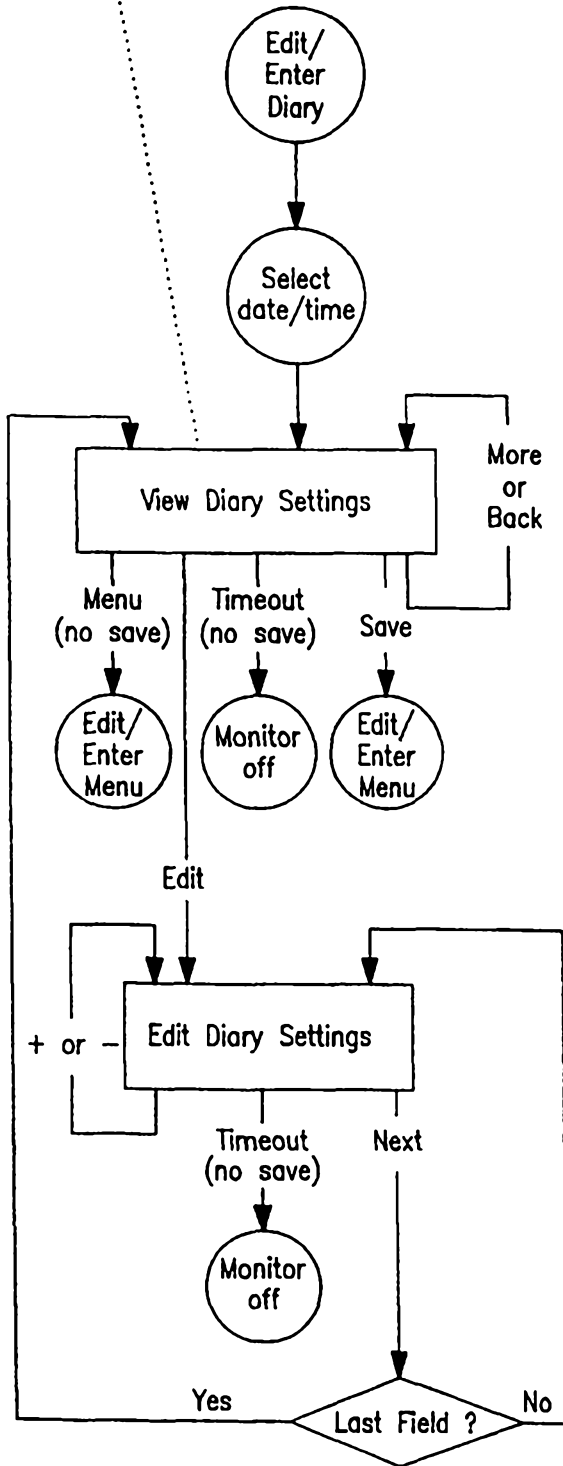 Edit/
Enter
Diary
Select
date/time
More
or
Back
View Diary Settings
Menu
(no save)
Timeout
(no save)
Save
Edit/
Enter
Menu
Monitor
off
Edit/
Enter
Menu
Edit
+ or -
Edit Diary Settings
Timeout
(no save)
Next
Monitor
off
Yes
Last Field ?
No